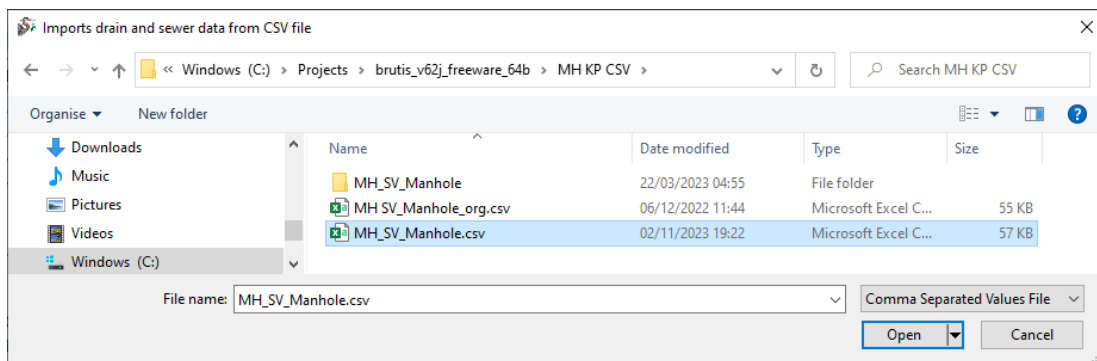 Imports drain and sewer data from CSV file
« Windows (C:) › Projects › brutis_v62j_freeware_64b › MH KP CSV › Search MH KP CSV
Organise New folder
Downloads Name Date modified Type Size
Music MH_SV_Manhole 22/03/2023 04:55 File folder
Pictures MH SV_Manhole_org.csv 06/12/2022 11:44 Microsoft Excel C... 55 KB
Videos MH_SV_Manhole.csv 02/11/2023 19:22 Microsoft Excel C... 57 KB
Windows (C:)
File name: MH_SV_Manhole.csv Comma Separated Values File
Open Cancel